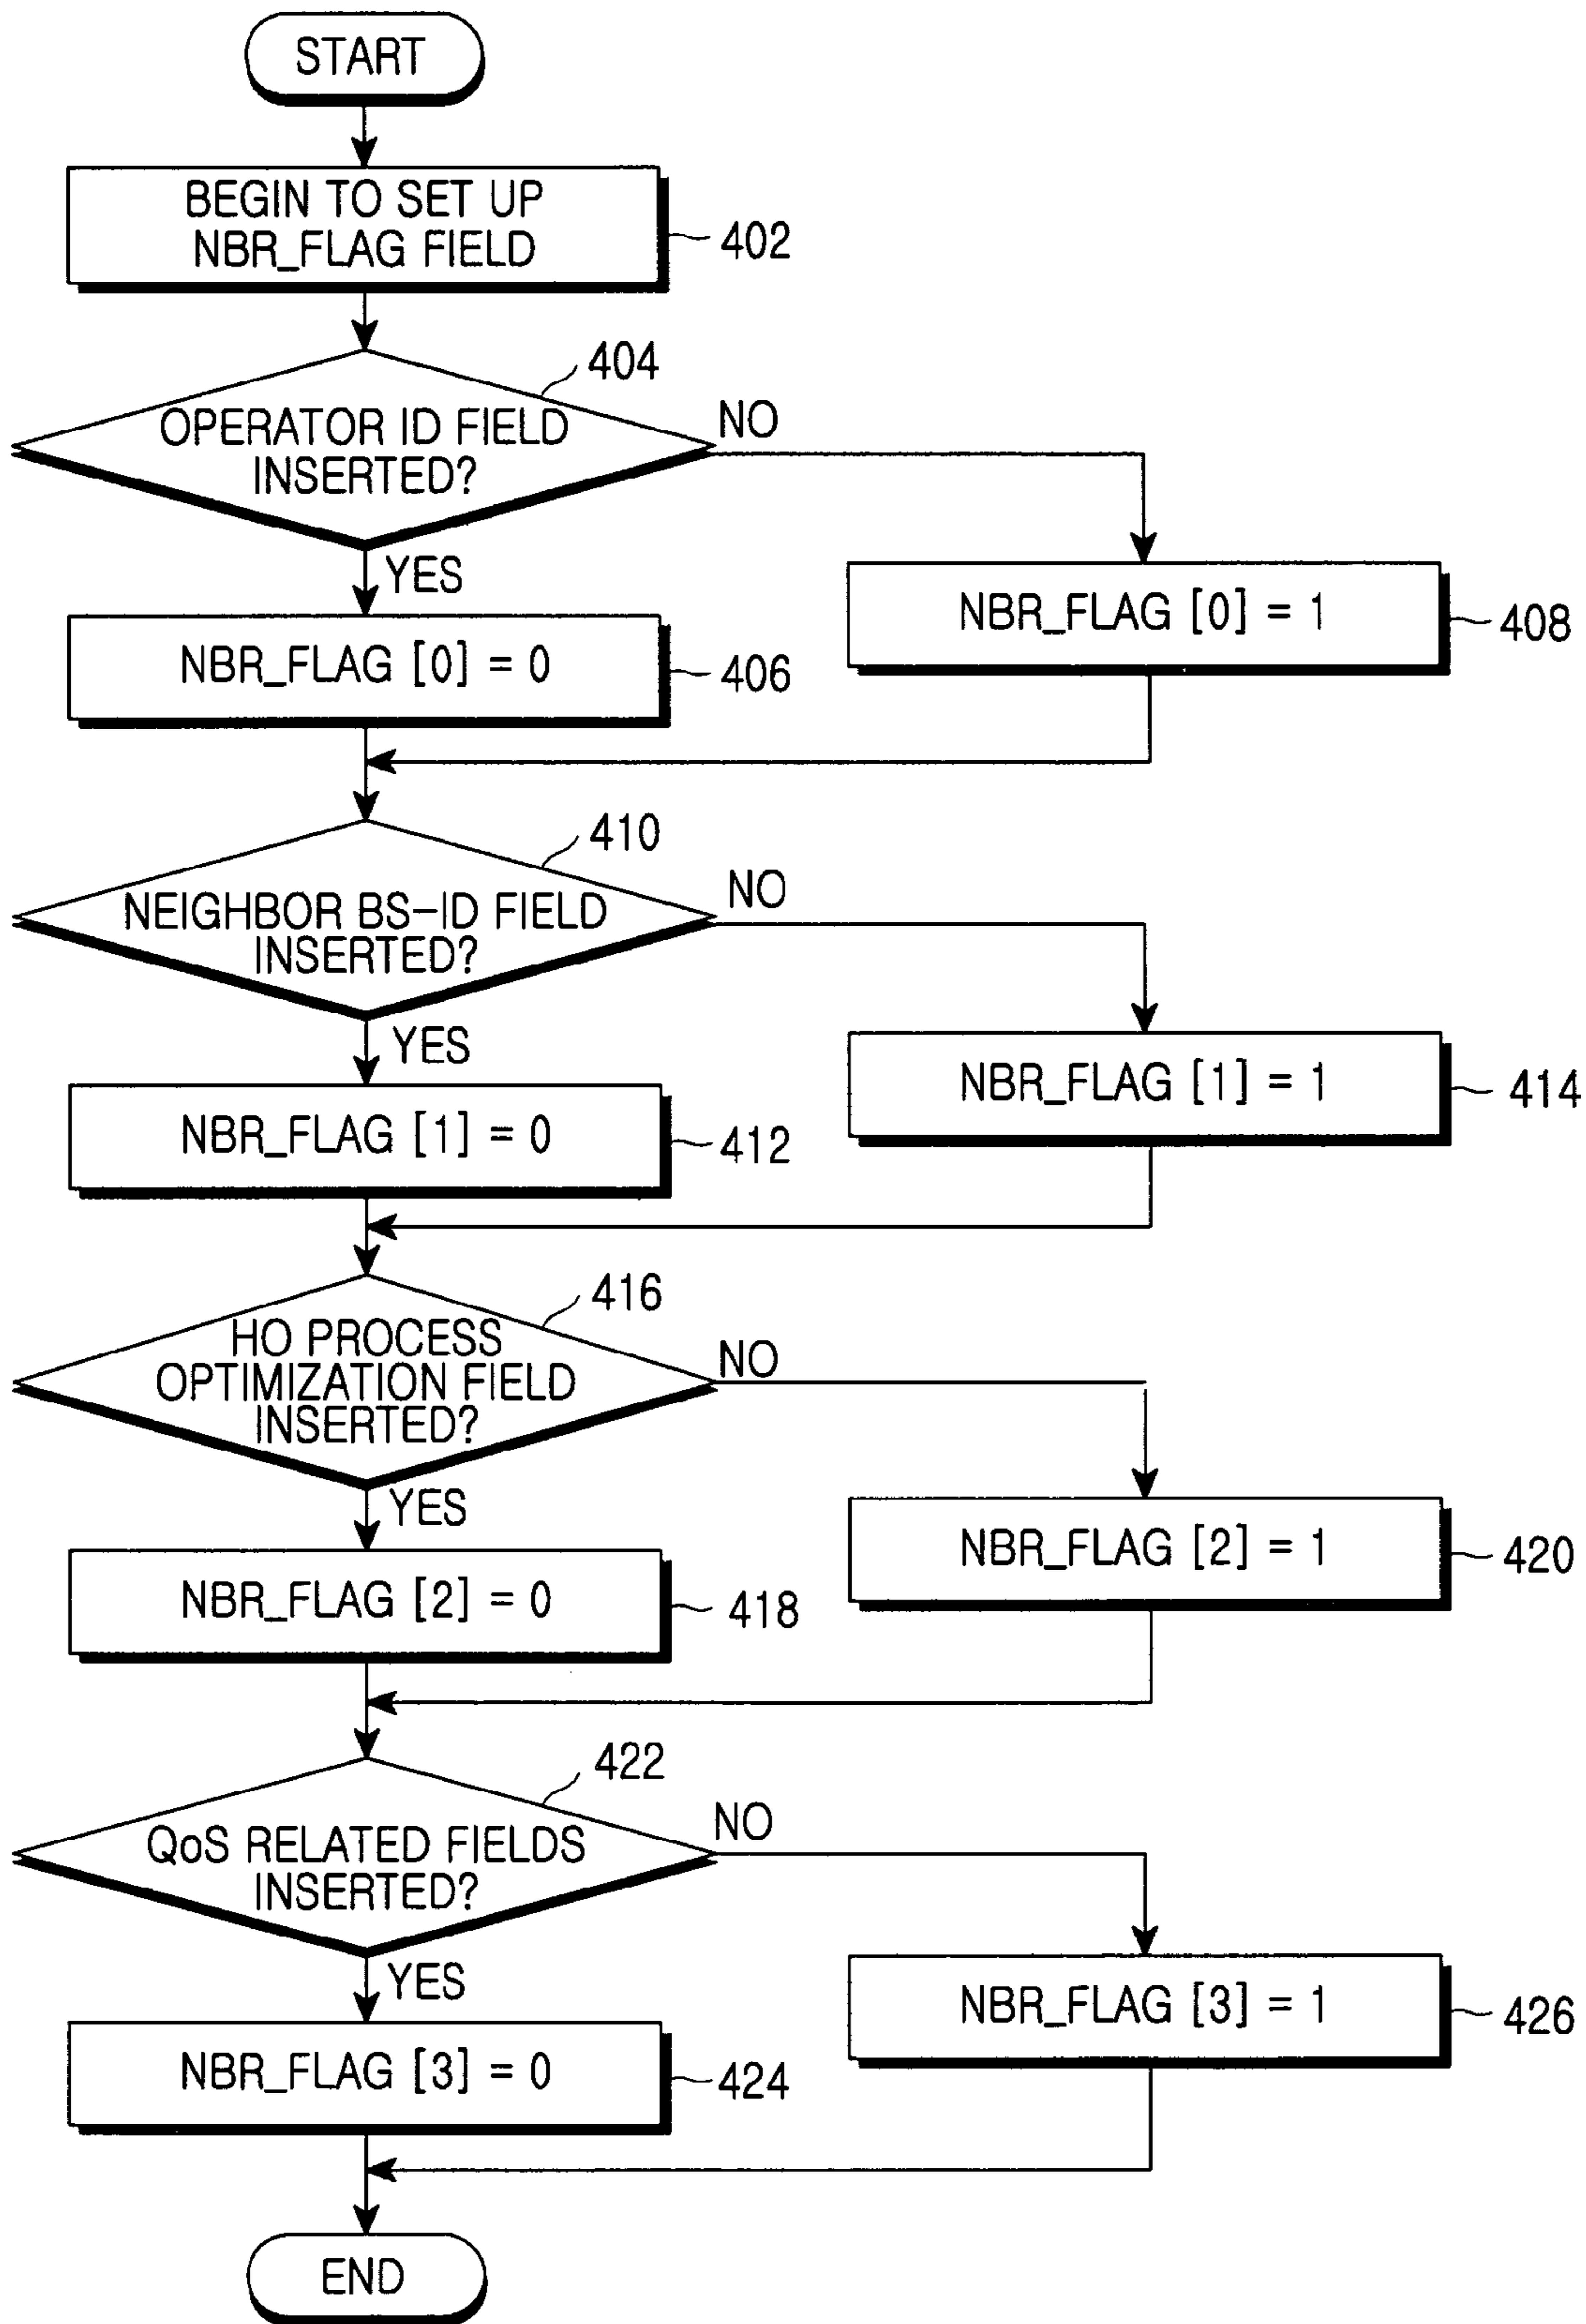 START
BEGIN TO SET UP
NBR_FLAG FIELD
402
404
OPERATOR ID FIELD
INSERTED?
NO
YES
NBR_FLAG [0] = 0
406
NBR_FLAG [0] = 1
408
410
NEIGHBOR BS-ID FIELD
INSERTED?
NO
YES
NBR_FLAG [1] = 0
412
NBR_FLAG [1] = 1
414
416
HO PROCESS
OPTIMIZATION FIELD
INSERTED?
NO
YES
NBR_FLAG [2] = 0
418
NBR_FLAG [2] = 1
420
422
QoS RELATED FIELDS
INSERTED?
NO
YES
NBR_FLAG [3] = 0
424
NBR_FLAG [3] = 1
426
END